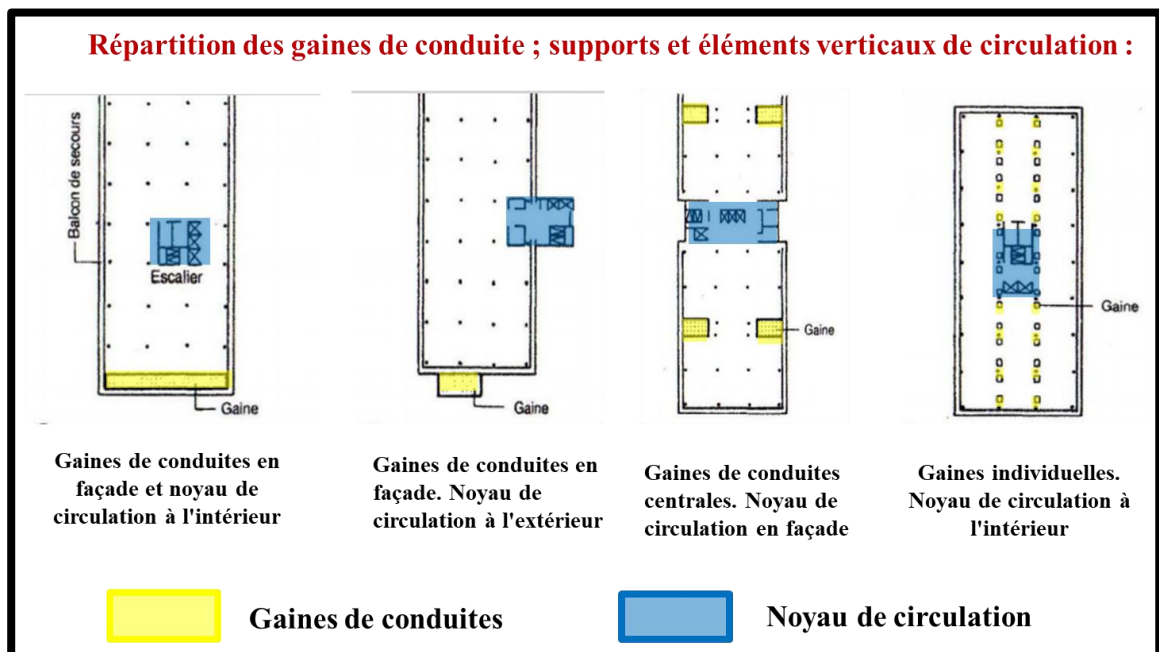 Répartition des gaines de conduite ; supports et éléments verticaux de circulation :
Balcon de secours
Escalier
Gaine
Gaine
Gaine
Gaine
Gaines de conduites en
façade et noyau de
circulation à l'intérieur
Gaines de conduites en
façade. Noyau de
circulation à l'extérieur
Gaines de conduites
centrales. Noyau de
circulation en façade
Gaines individuelles.
Noyau de circulation à
l'intérieur
Gaines de conduites
Noyau de circulation